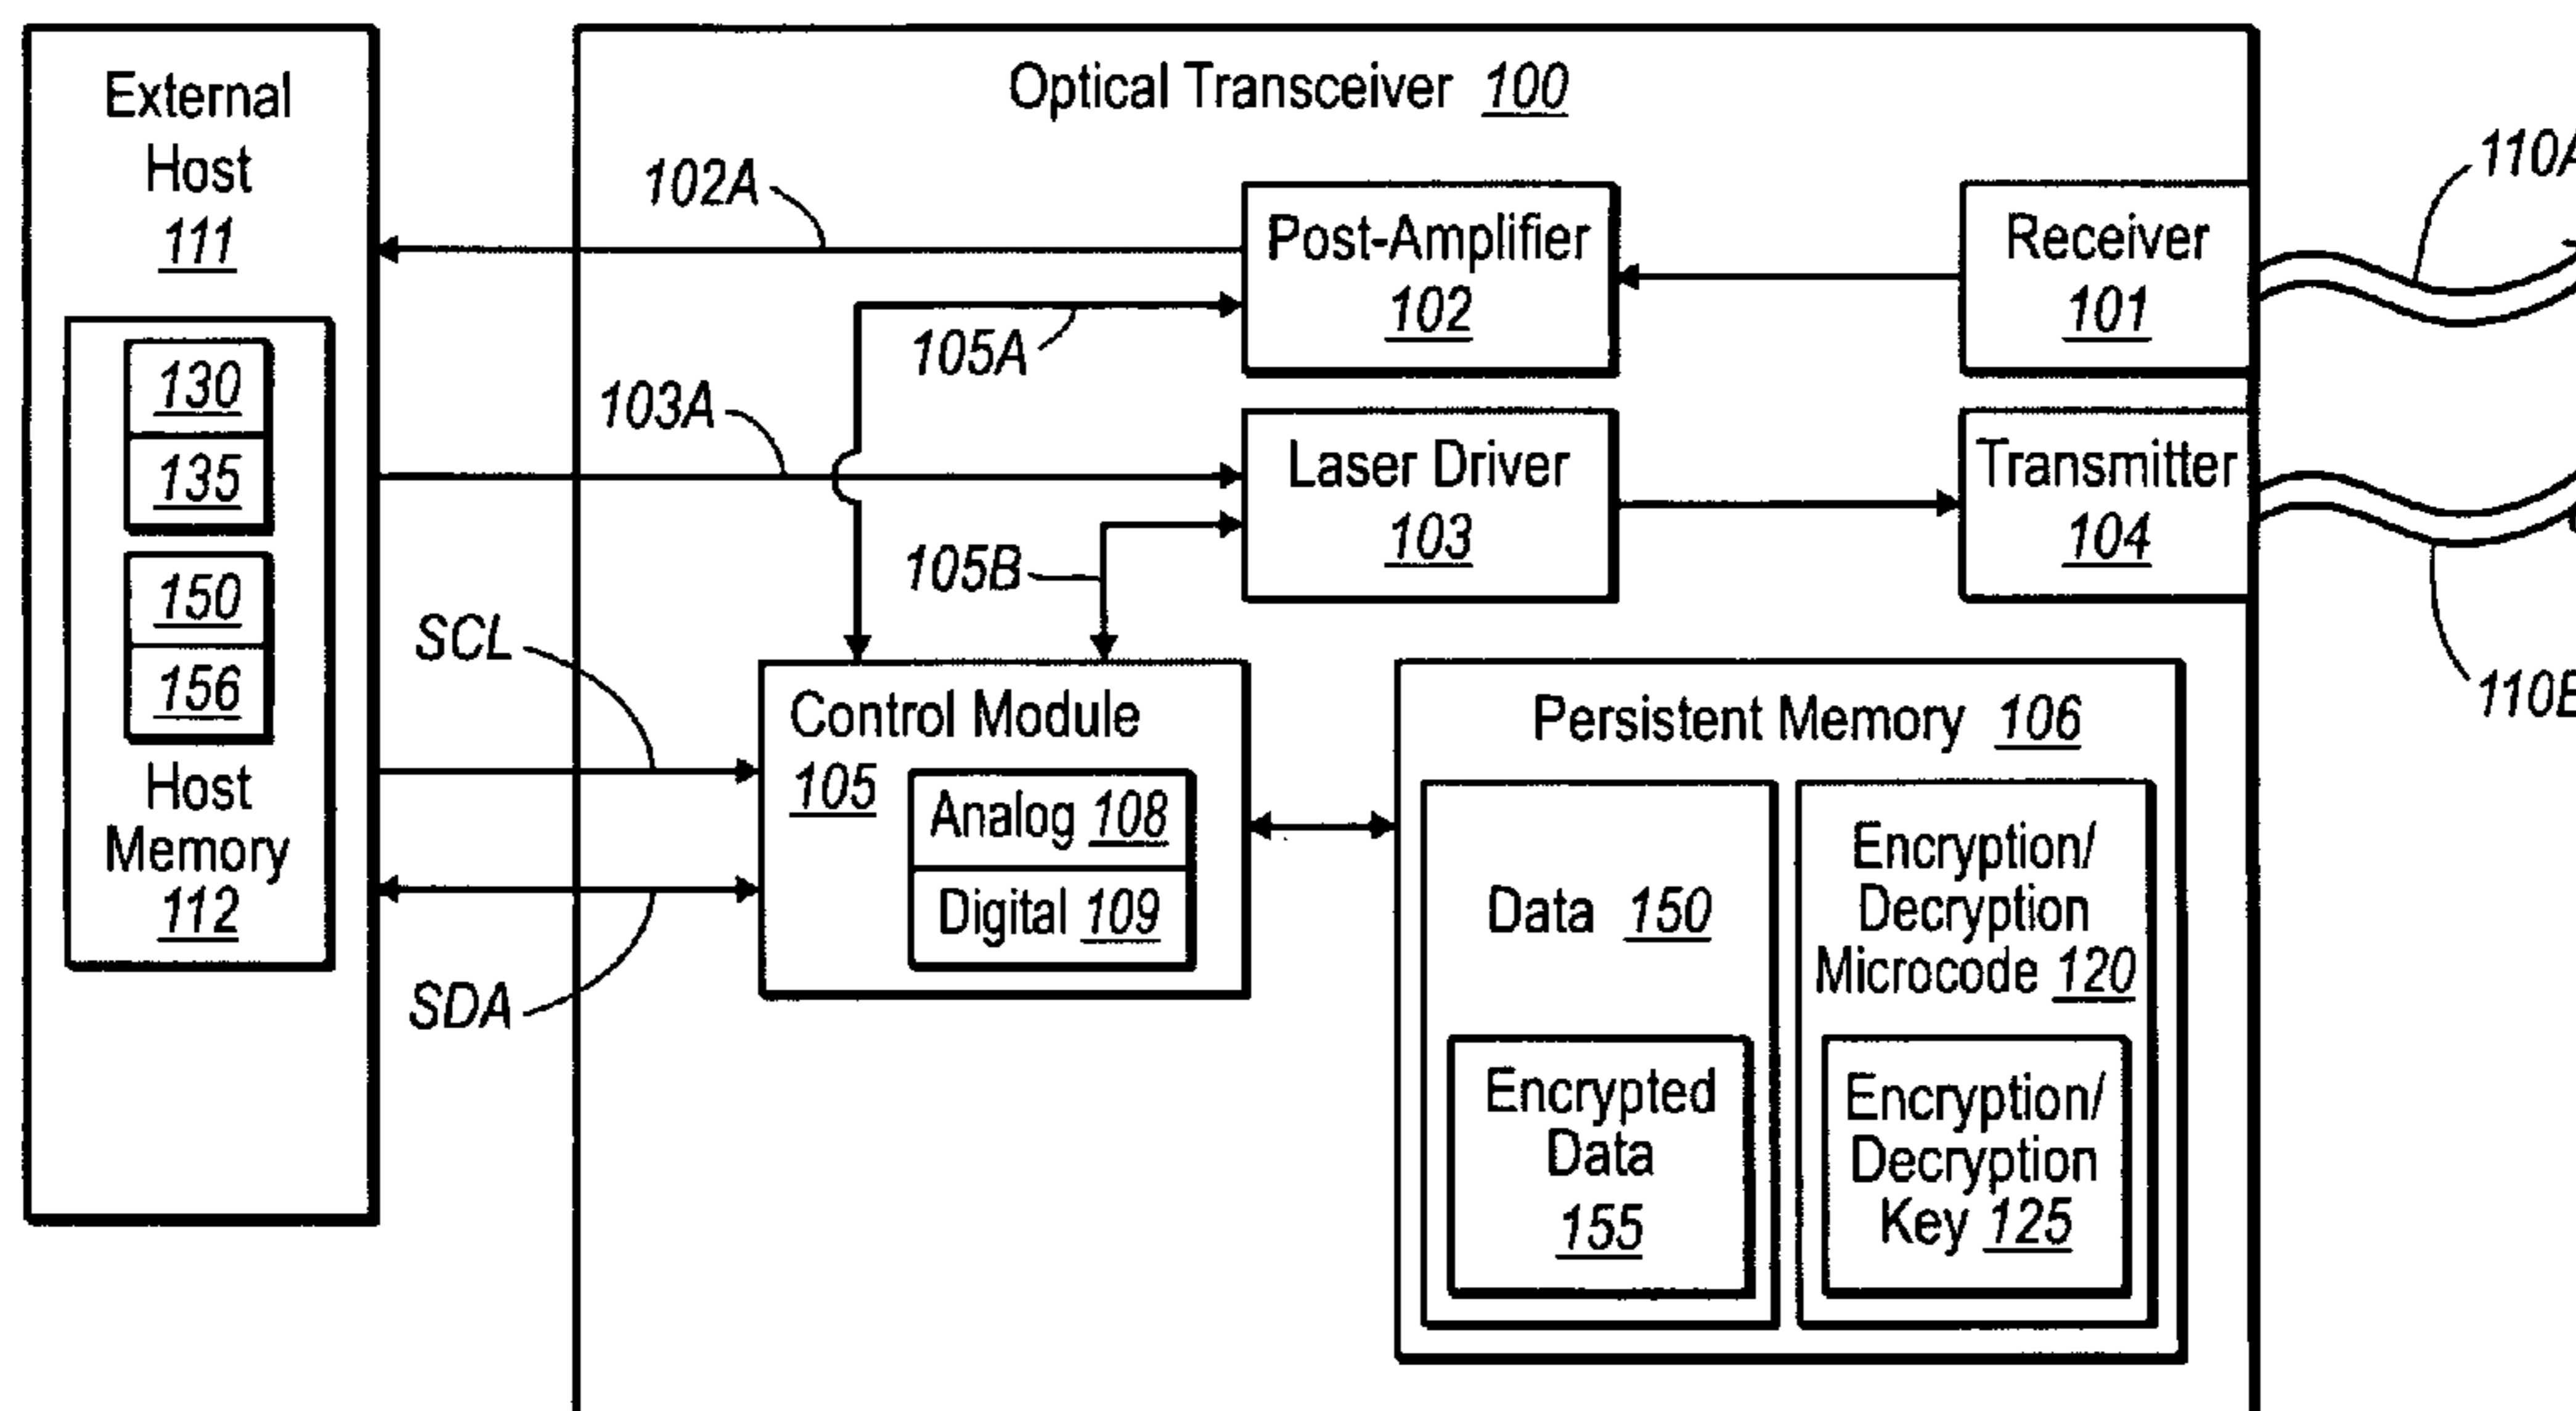 External
Host
111
130
135
150
156
Host
Memory
112
Optical Transceiver 100
102A
Post-Amplifier
102
Receiver
101
110A
105A
103A
Laser Driver
103
Transmitter
104
105B
110B
SCL
SDA
Control Module
105
Analog 108
Digital 109
Persistent Memory 106
Data 150
Encrypted
Data
155
Encryption/
Decryption
Microcode 120
Encryption/
Decryption
Key 125